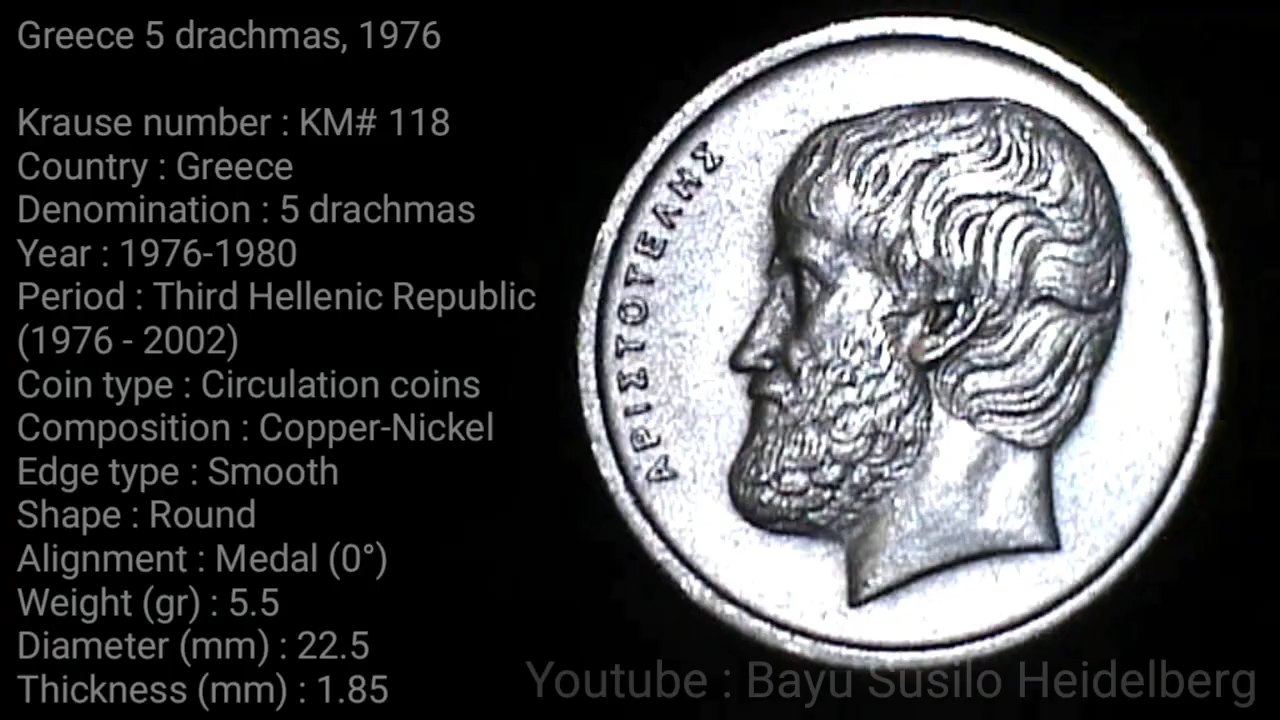 Greece 5 drachmas, 1976
Krause number : KM# 118
Country : Greece
Denomination : 5 drachmas
Year : 1976-1980
Period : Third Hellenic Republic
(1976 - 2002)
Coin type : Circulation coins
Composition : Copper-Nickel
Edge type : Smooth
Shape : Round
Alignment : Medal (0°)
Weight (gr) : 5.5
Diameter (mm) : 22.5
Thickness (mm) : 1.85
ΑΡΙΣΤΟΤΕΛΗΣ
Youtube : Bayu Susilo Heidelberg